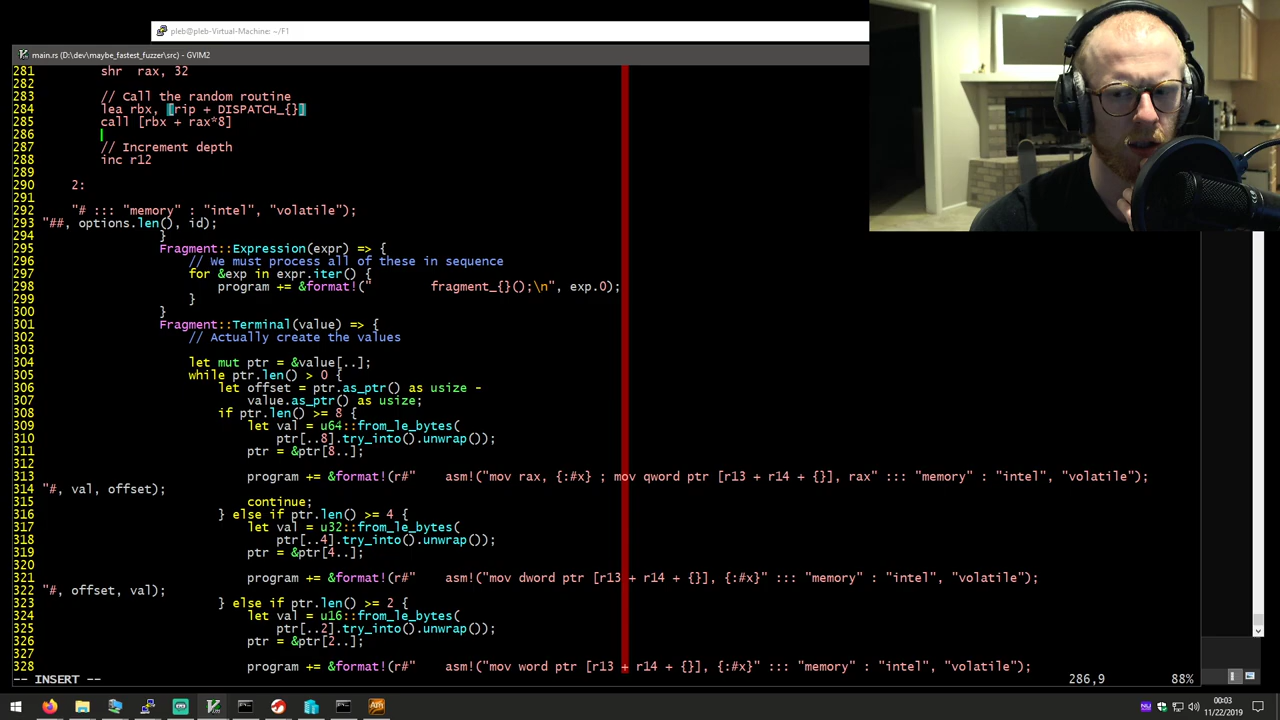 pleb@pleb-Virtual-Machine: ~/F1
main.rs (D:\dev\maybe_fastest_fuzzer\src) - GVIM2
281         shr  rax, 32
282
283         // Call the random routine
284         lea rbx, [rip + DISPATCH_{}]
285         call [rbx + rax*8]
286
287         // Increment depth
288         inc r12
289
290     2:
291
292     "# ::: "memory" : "intel", "volatile");
293 "##, options.len(), id);
294                 }
295                 Fragment::Expression(expr) => {
296                     // We must process all of these in sequence
297                     for &exp in expr.iter() {
298                         program += &format!("        fragment_{}();\n", exp.0);
299                     }
300                 }
301                 Fragment::Terminal(value) => {
302                     // Actually create the values
303
304                     let mut ptr = &value[..];
305                     while ptr.len() > 0 {
306                         let offset = ptr.as_ptr() as usize -
307                             value.as_ptr() as usize;
308                         if ptr.len() >= 8 {
309                             let val = u64::from_le_bytes(
310                                 ptr[..8].try_into().unwrap());
311                             ptr = &ptr[8..];
312
313                             program += &format!(r#"    asm!("mov rax, {:#x} ; mov qword ptr [r13 + r14 + {}], rax" ::: "memory" : "intel", "volatile");
314 "#, val, offset);
315                             continue;
316                         } else if ptr.len() >= 4 {
317                             let val = u32::from_le_bytes(
318                                 ptr[..4].try_into().unwrap());
319                             ptr = &ptr[4..];
320
321                             program += &format!(r#"    asm!("mov dword ptr [r13 + r14 + {}], {:#x}" ::: "memory" : "intel", "volatile");
322 "#, offset, val);
323                         } else if ptr.len() >= 2 {
324                             let val = u16::from_le_bytes(
325                                 ptr[..2].try_into().unwrap());
326                             ptr = &ptr[2..];
327
328                             program += &format!(r#"    asm!("mov word ptr [r13 + r14 + {}], {:#x}" ::: "memory" : "intel", "volatile");
-- INSERT --                    286,9          88%
00:03
11/22/2019